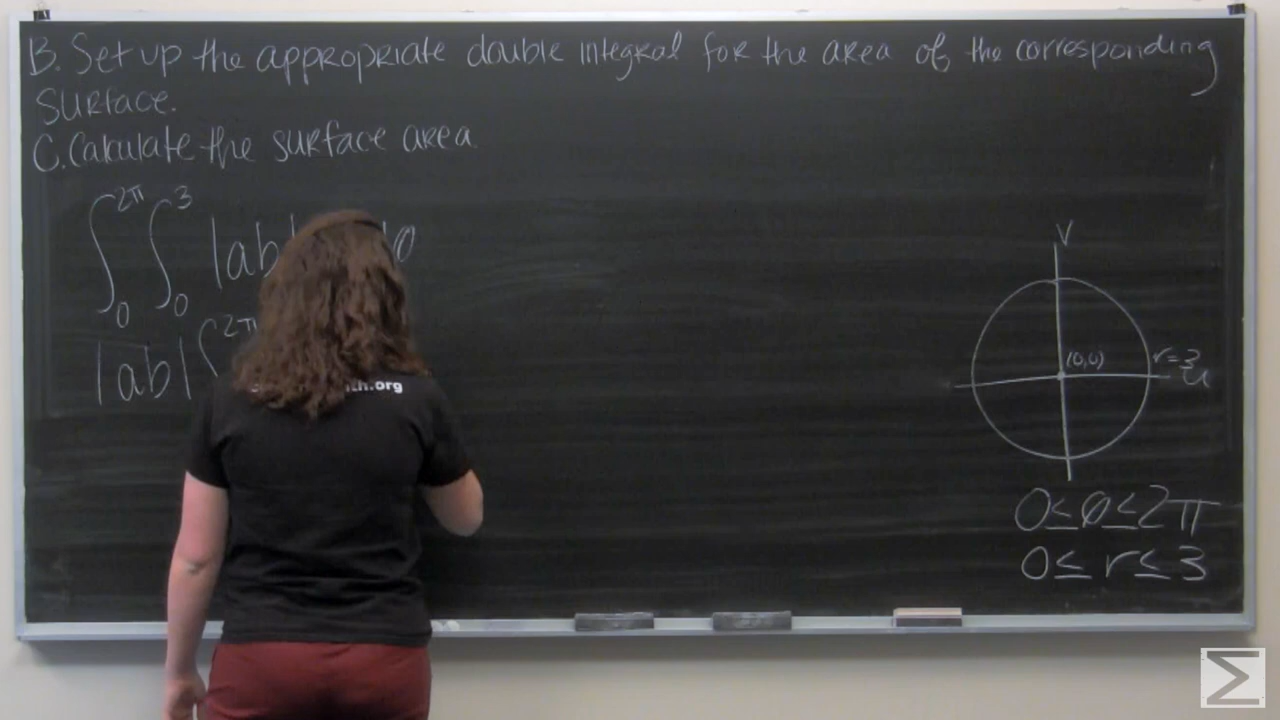 B. Set up the appropriate double integral for the area of the corresponding
surface.
C. Calculate the surface area
∫₀^2π ∫₀^3 |ab| θ
|ab| ∫ 2π
.org
V
(0,0) r=3
u
0≤θ≤2π
0≤r≤3
Σ